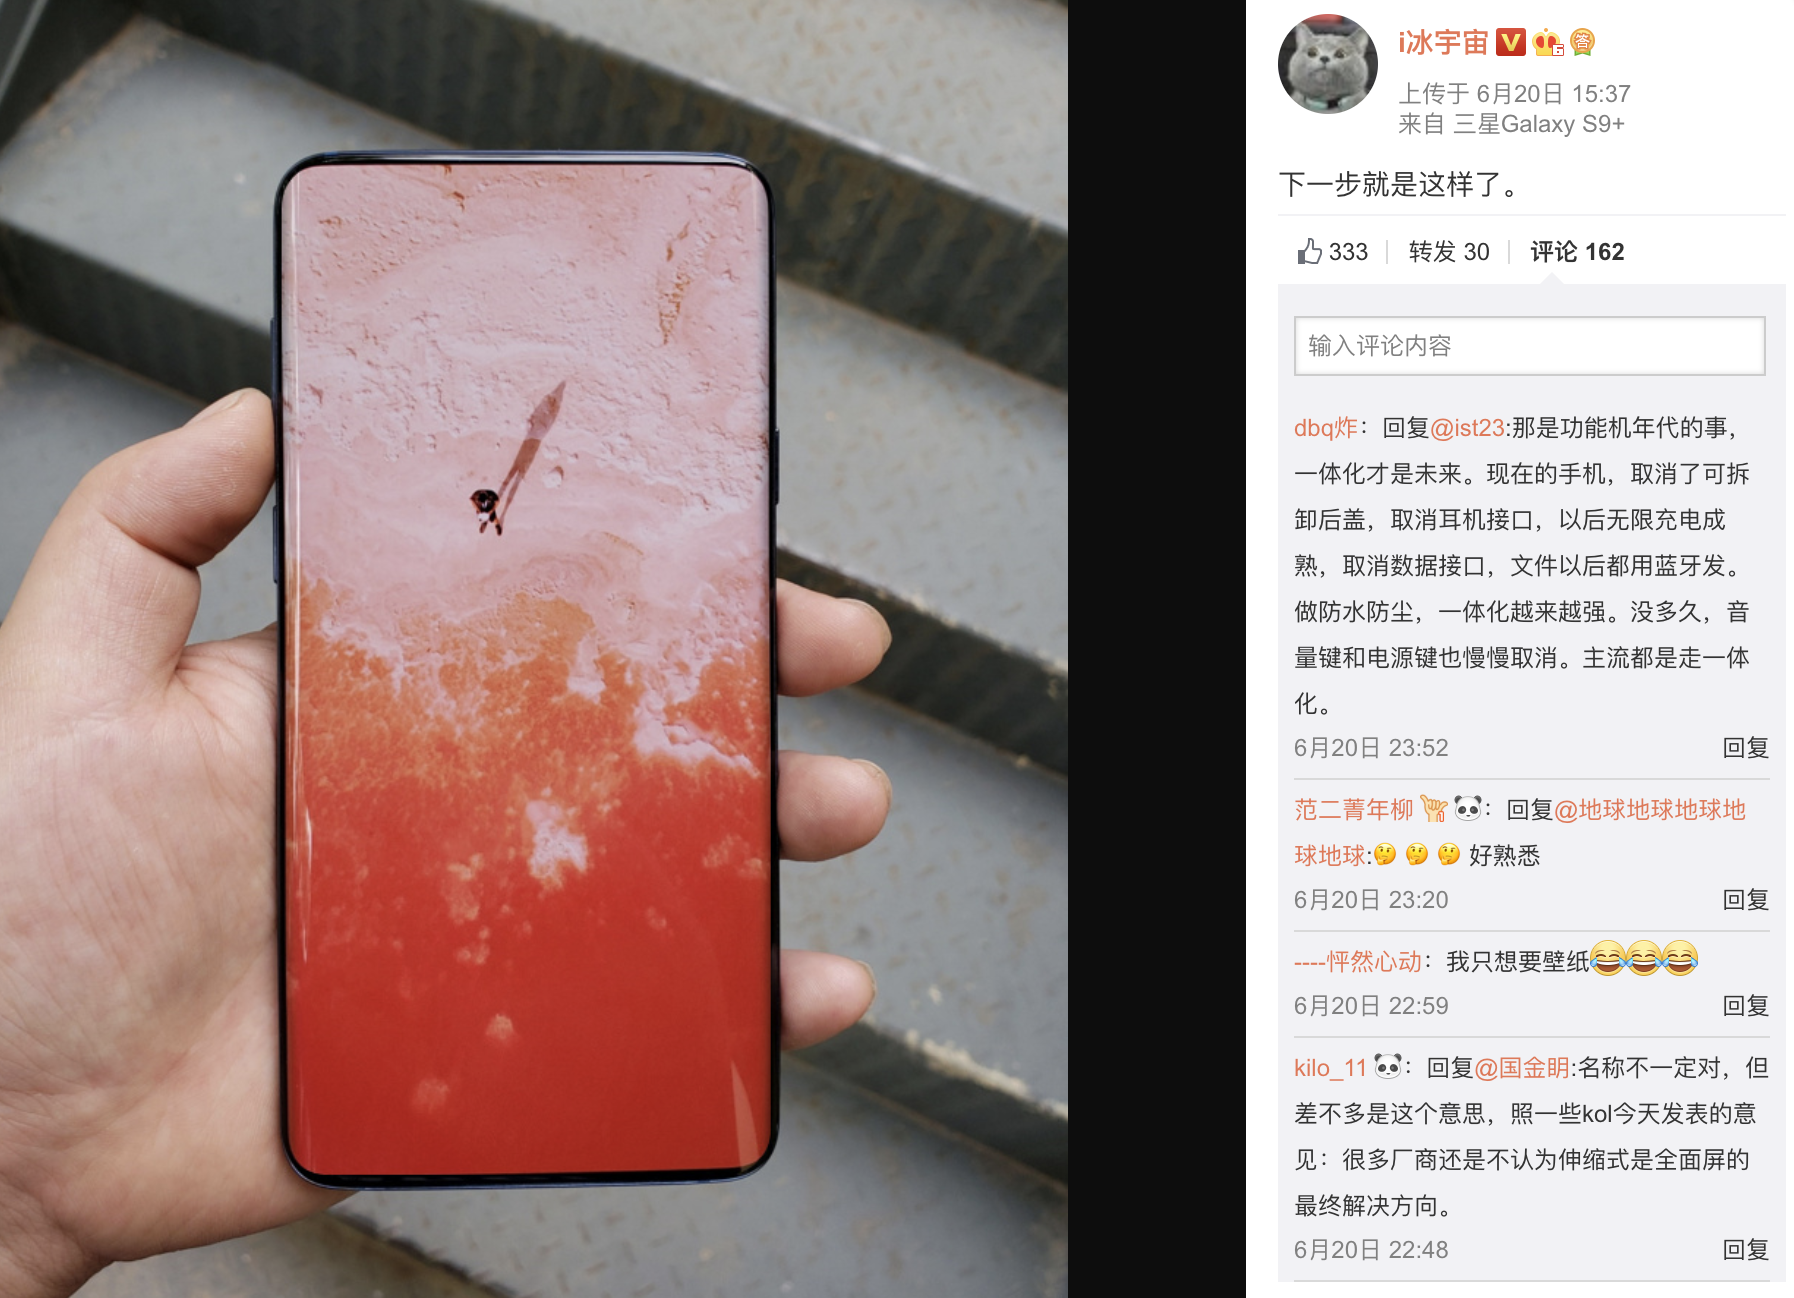 i冰宇宙
上传于 6月20日 15:37
来自 三星Galaxy S9+
下一步就是这样了。
333 转发 30 评论 162
输入评论内容
dbq炸：回复@ist23:那是功能机年代的事，
一体化才是未来。现在的手机，取消了可拆
卸后盖，取消耳机接口，以后无限充电成
熟，取消数据接口，文件以后都用蓝牙发。
做防水防尘，一体化越来越强。没多久，音
量键和电源键也慢慢取消。主流都是走一体
化。
6月20日 23:52 回复
范二菁年柳：回复@地球地球地球地
球地球:🤔 🤔 🤔 好熟悉
6月20日 23:20 回复
----怦然心动：我只想要壁纸😂😂😂
6月20日 22:59 回复
kilo_11🐼：回复@国金明:名称不一定对，但
差不多是这个意思，照一些kol今天发表的意
见：很多厂商还是不认为伸缩式是全面屏的
最终解决方向。
6月20日 22:48 回复